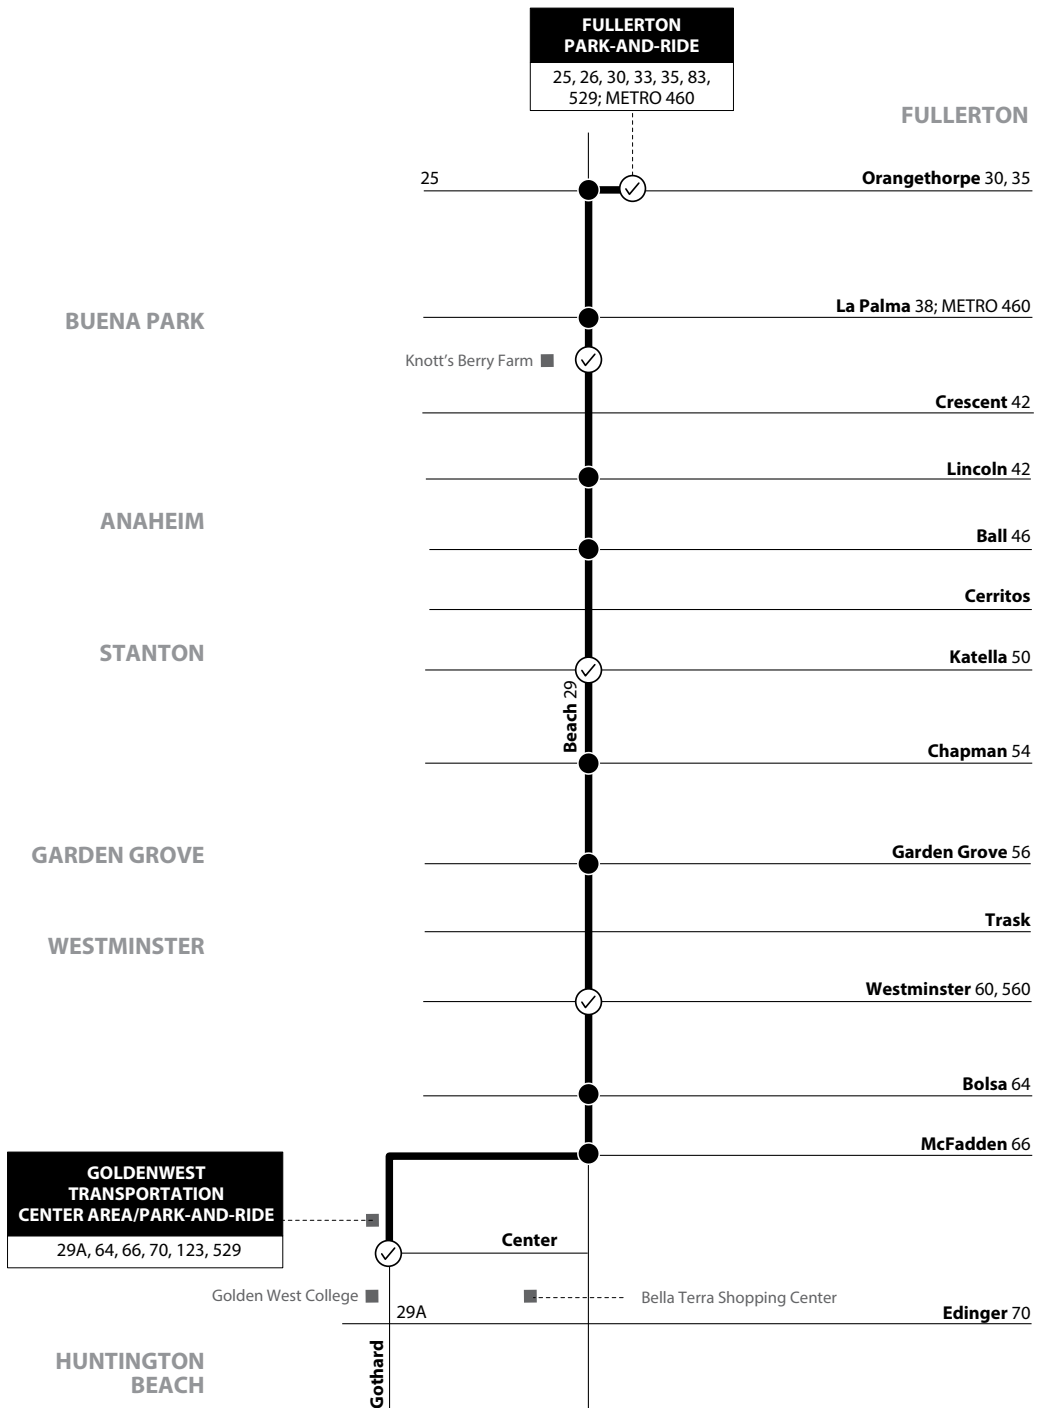 FULLERTON
PARK-AND-RIDE
25, 26, 30, 33, 35, 83,
529; METRO 460
FULLERTON
25
Orangethorpe 30, 35
La Palma 38; METRO 460
BUENA PARK
Knott's Berry Farm
Crescent 42
Lincoln 42
ANAHEIM
Ball 46
Cerritos
STANTON
Katella 50
Beach 29
Chapman 54
GARDEN GROVE
Garden Grove 56
Trask
WESTMINSTER
Westminster 60, 560
Bolsa 64
McFadden 66
GOLDENWEST
TRANSPORTATION
CENTER AREA/PARK-AND-RIDE
29A, 64, 66, 70, 123, 529
Center
Golden West College
Bella Terra Shopping Center
29A
Edinger 70
Gothard
HUNTINGTON
BEACH